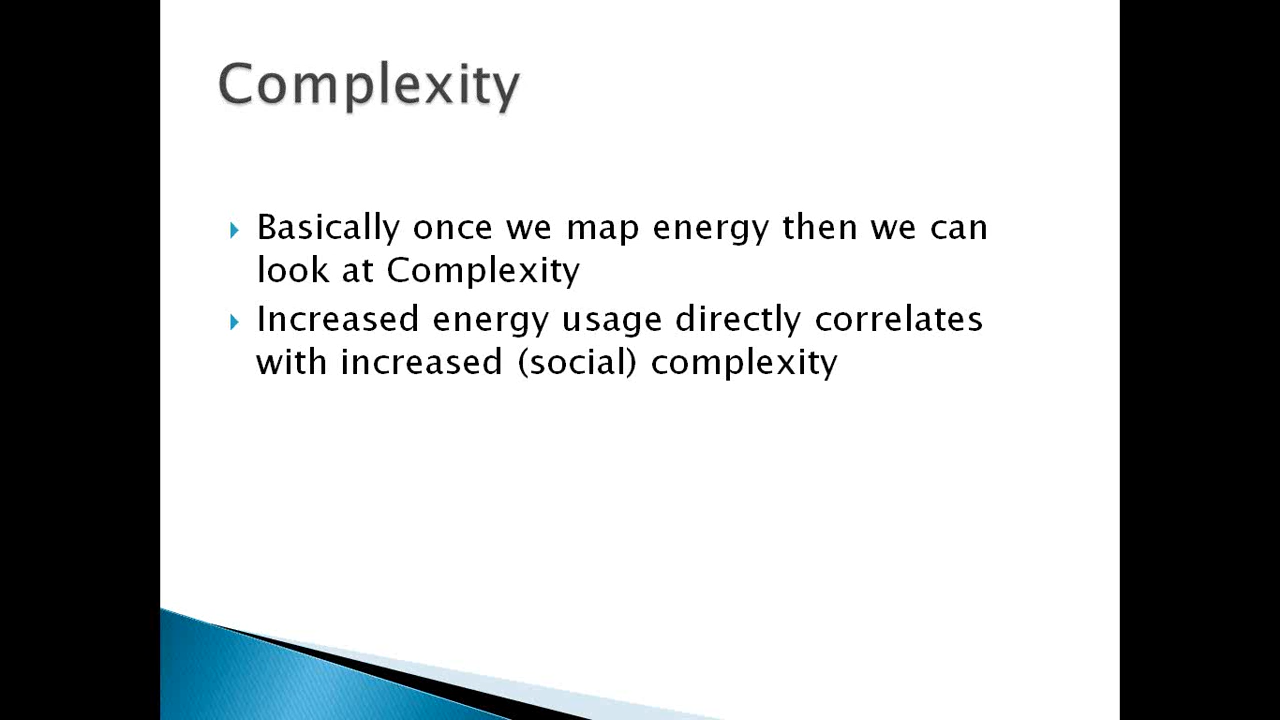 Complexity
Basically once we map energy then we can
look at Complexity
Increased energy usage directly correlates
with increased (social) complexity